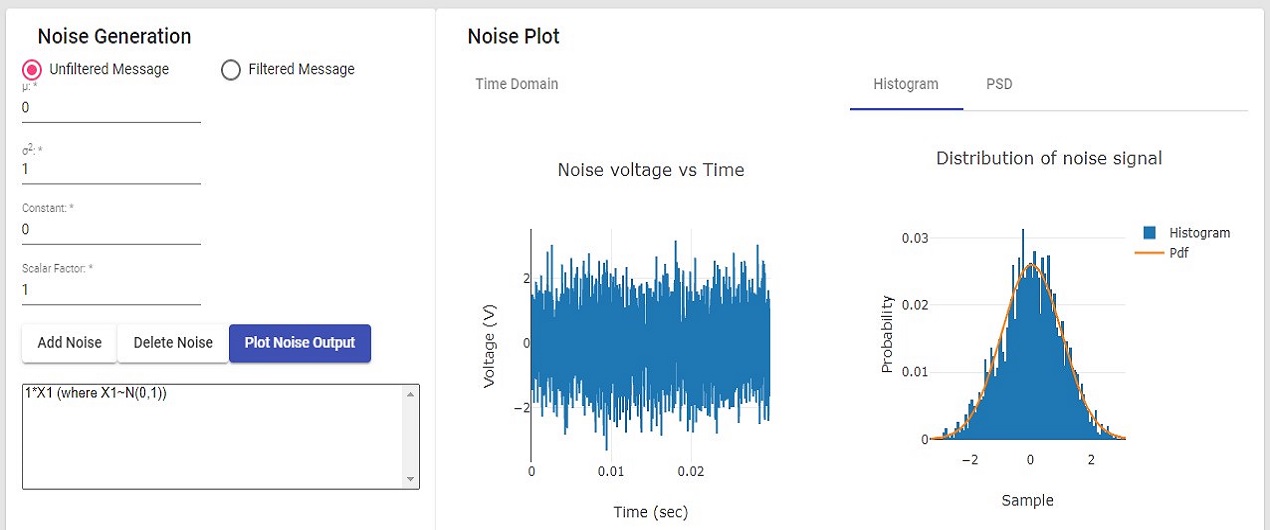 Noise Generation
Unfiltered Message
Filtered Message
μ: *
0
σ²: *
1
Constant: *
0
Scalar Factor: *
1
Add Noise
Delete Noise
Plot Noise Output
1*X1 (where X1~N(0,1))
Noise Plot
Time Domain
Noise voltage vs Time
Voltage (V)
2
0
−2
0
0.01
0.02
Time (sec)
Histogram
PSD
Distribution of noise signal
Probability
0.03
0.02
0.01
0
−2
0
2
Sample
Histogram
Pdf